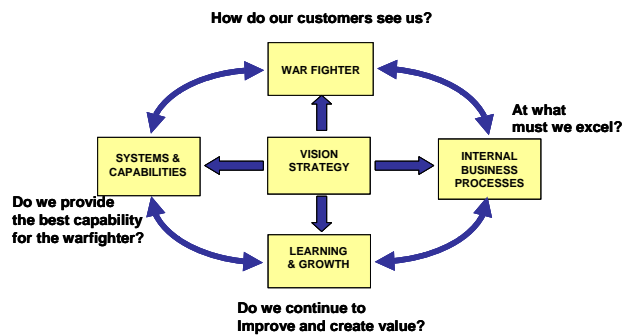 How do our customers see us?
WAR FIGHTER
At what
must we excel?
SYSTEMS &
CAPABILITIES
VISION
STRATEGY
INTERNAL
BUSINESS
PROCESSES
Do we provide
the best capability
for the warfighter?
LEARNING
& GROWTH
Do we continue to
Improve and create value?